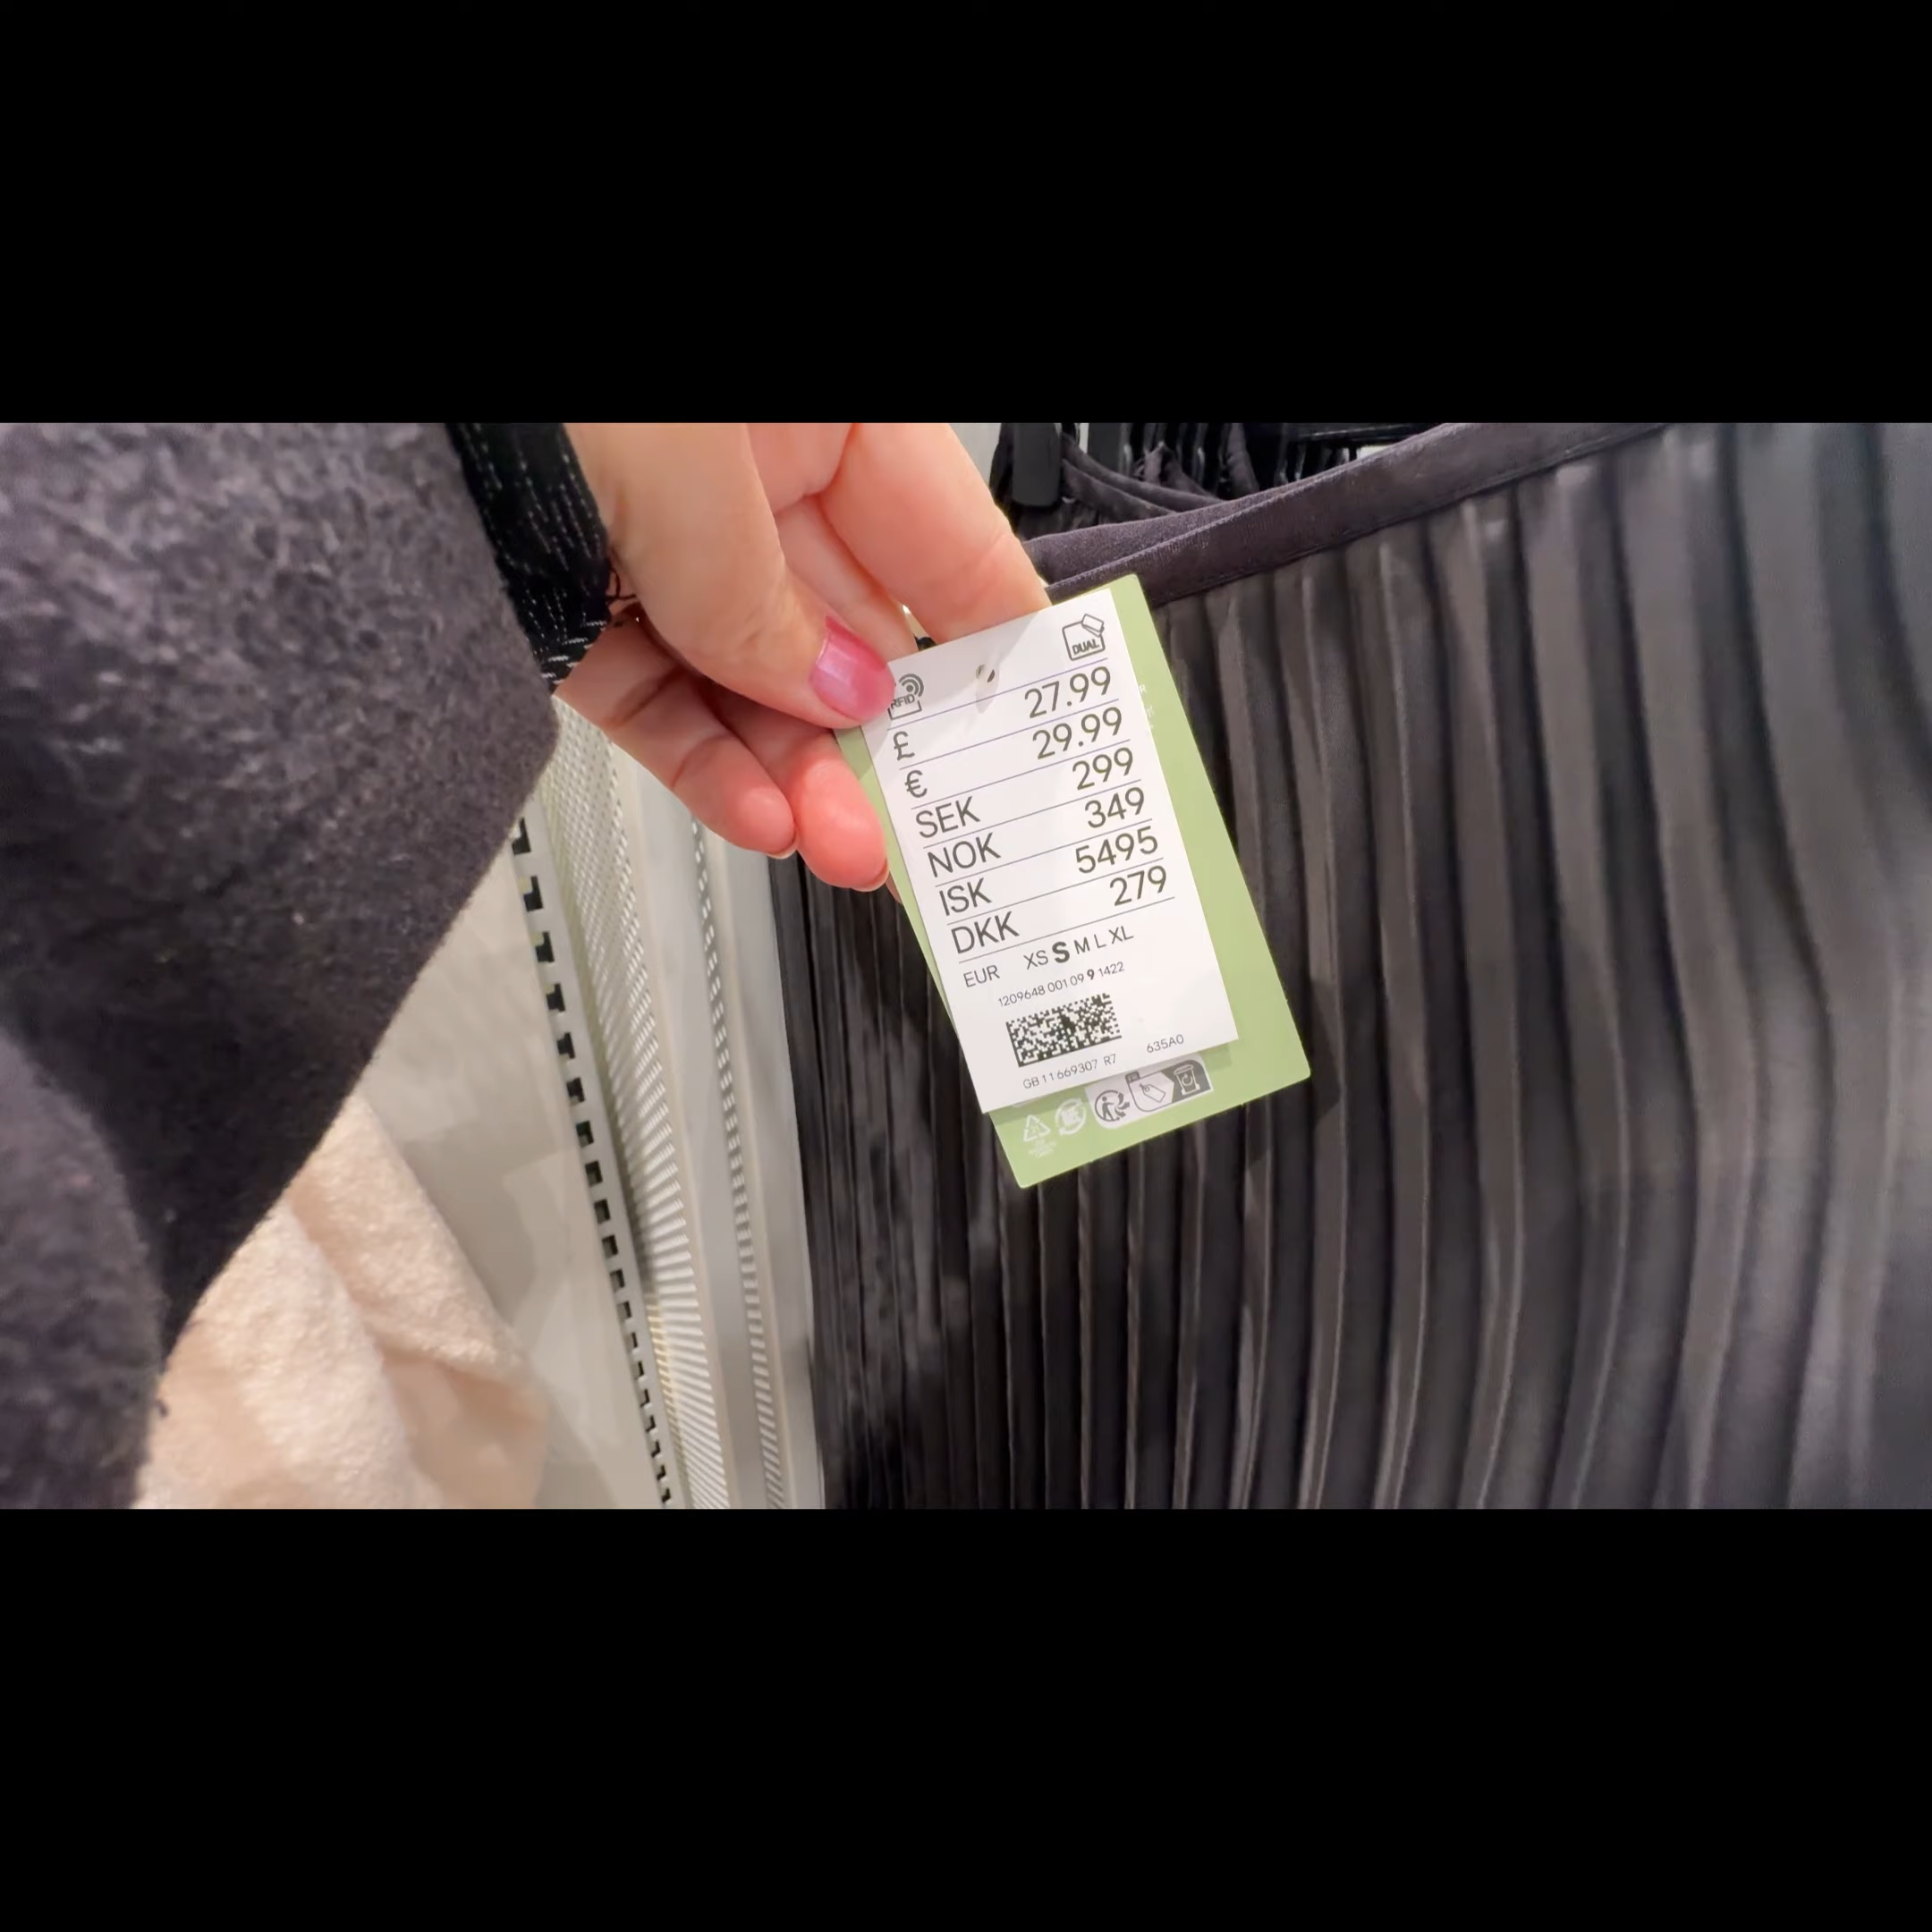 RFID
DUAL
£ 27.99
€ 29.99
SEK 299
NOK 349
ISK 5495
DKK 279
EUR XS S M L XL
1209648 001 09 9 1422
GB 11 669307 R7 635A0